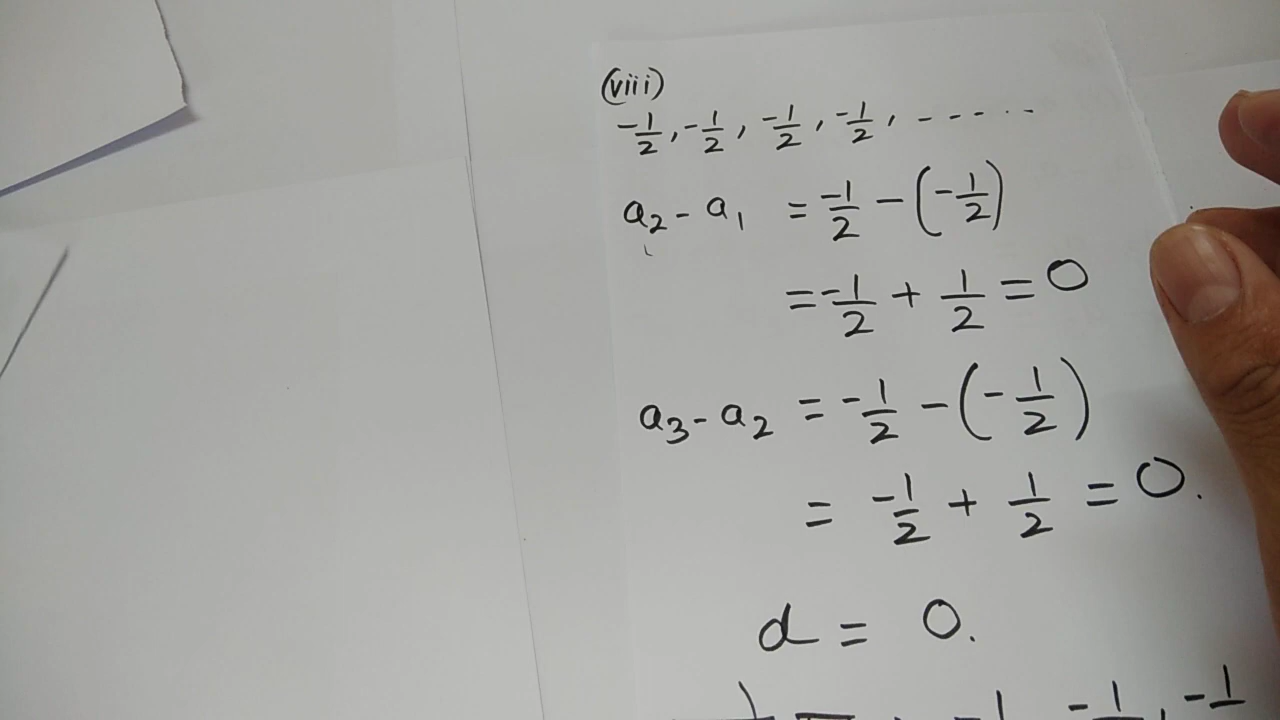 (viii)
-1/2, -1/2, -1/2, -1/2, - - - - - -
a₂ - a₁ = -1/2 - (-1/2)
= -1/2 + 1/2 = 0
a₃ - a₂ = -1/2 - (-1/2)
= -1/2 + 1/2 = 0.
d = 0.